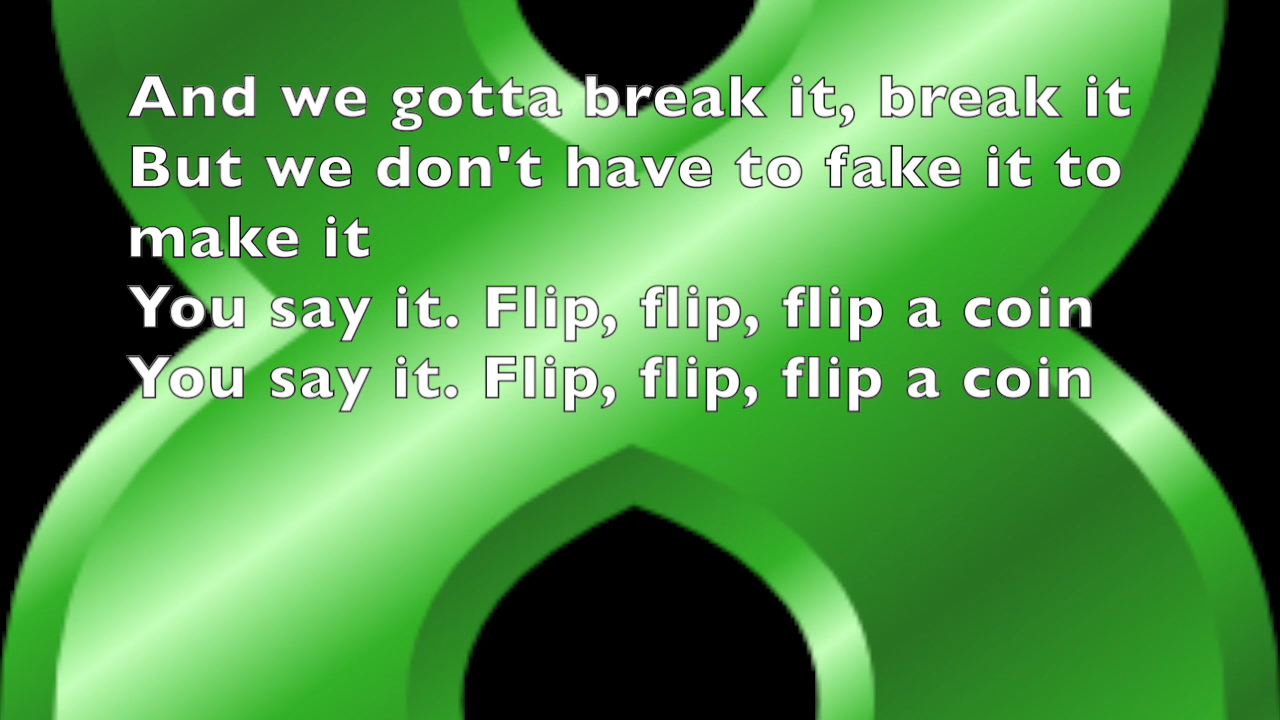 And we gotta break it, break it
But we don't have to fake it to
make it
You say it. Flip, flip, flip a coin
You say it. Flip, flip, flip a coin